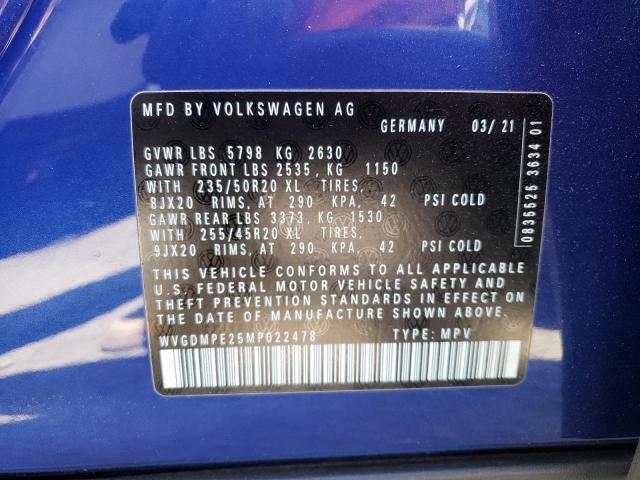 MFD BY VOLKSWAGEN AG
GERMANY 03/ 21
GVWR LBS 5798 KG 2630
GAWR FRONT LBS 2535, KG 1150
WITH 235/50R20 XL TIRES,
8JX20 RIMS, AT 290 KPA, 42 PSI COLD
GAWR REAR LBS 3373, KG 1530
WITH 255/45R20 XL TIRES,
9JX20 RIMS, AT 290 KPA, 42 PSI COLD
THIS VEHICLE CONFORMS TO ALL APPLICABLE
U.S. FEDERAL MOTOR VEHICLE SAFETY AND
THEFT PREVENTION STANDARDS IN EFFECT ON
THE DATE OF MANUFACTURE SHOWN ABOVE.
WVGDMPE25MP022478 TYPE: MPV
0835525 3634 01